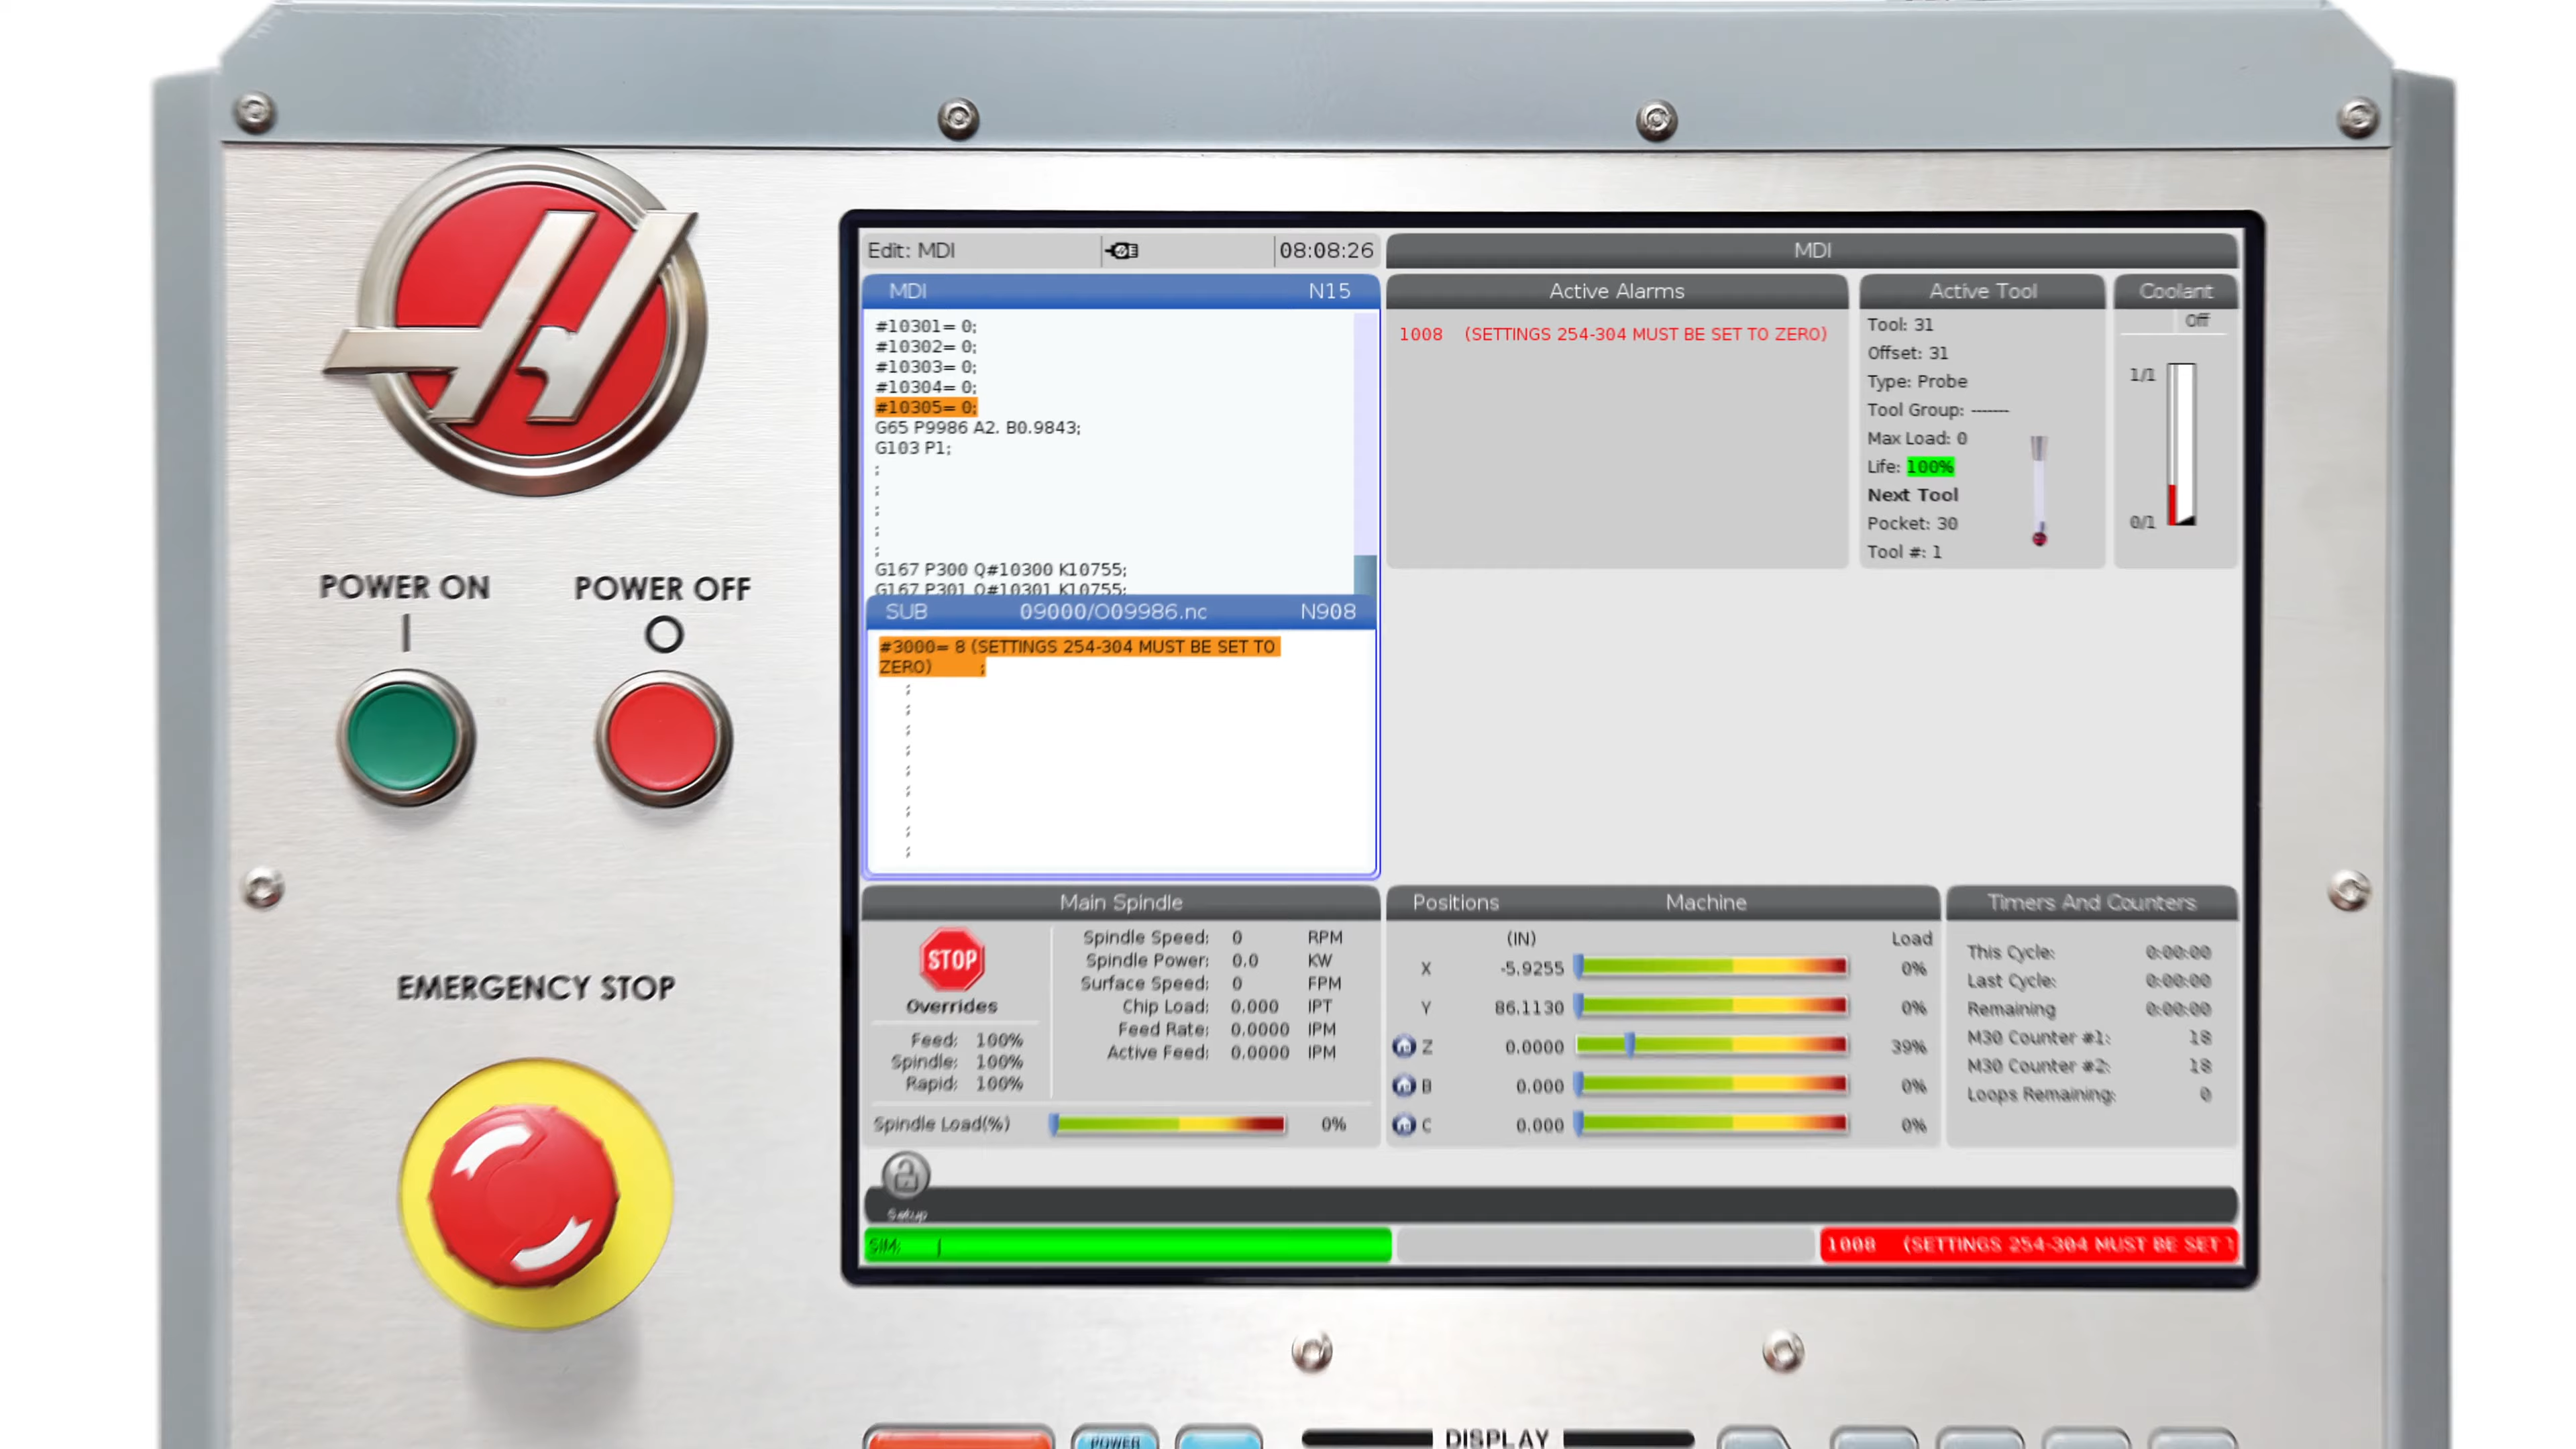 Edit: MDI
08:08:26
MDI
MDI N15
#10301= 0;
#10302= 0;
#10303= 0;
#10304= 0;
#10305= 0;
G65 P9986 A2. B0.9843;
G103 P1;
;
;
;
;
;
G167 P300 Q#10300 K10755;
G167 P301 Q#10301 K10755;
SUB 09000/O09986.nc N908
#3000= 8 (SETTINGS 254-304 MUST BE SET TO
ZERO) ;
;
;
;
;
;
;
;
;
;
Active Alarms
1008 (SETTINGS 254-304 MUST BE SET TO ZERO)
Active Tool
Tool: 31
Offset: 31
Type: Probe
Tool Group: -------
Max Load: 0
Life: 100%
Next Tool
Pocket: 30
Tool #: 1
Coolant
Off
1/1
0/1
POWER ON
POWER OFF
EMERGENCY STOP
Main Spindle
STOP
Overrides
Feed: 100%
Spindle: 100%
Rapid: 100%
Spindle Speed: 0 RPM
Spindle Power: 0.0 KW
Surface Speed: 0 FPM
Chip Load: 0.000 IPT
Feed Rate: 0.0000 IPM
Active Feed: 0.0000 IPM
Spindle Load(%) 0%
Positions Machine
(IN) Load
X -5.9255 0%
Y 86.1130 0%
Z 0.0000 39%
B 0.000 0%
C 0.000 0%
Timers And Counters
This Cycle: 0:00:00
Last Cycle: 0:00:00
Remaining 0:00:00
M30 Counter #1: 18
M30 Counter #2: 18
Loops Remaining: 0
Setup
SIM:
1008 (SETTINGS 254-304 MUST BE SET
POWER
DISPLAY